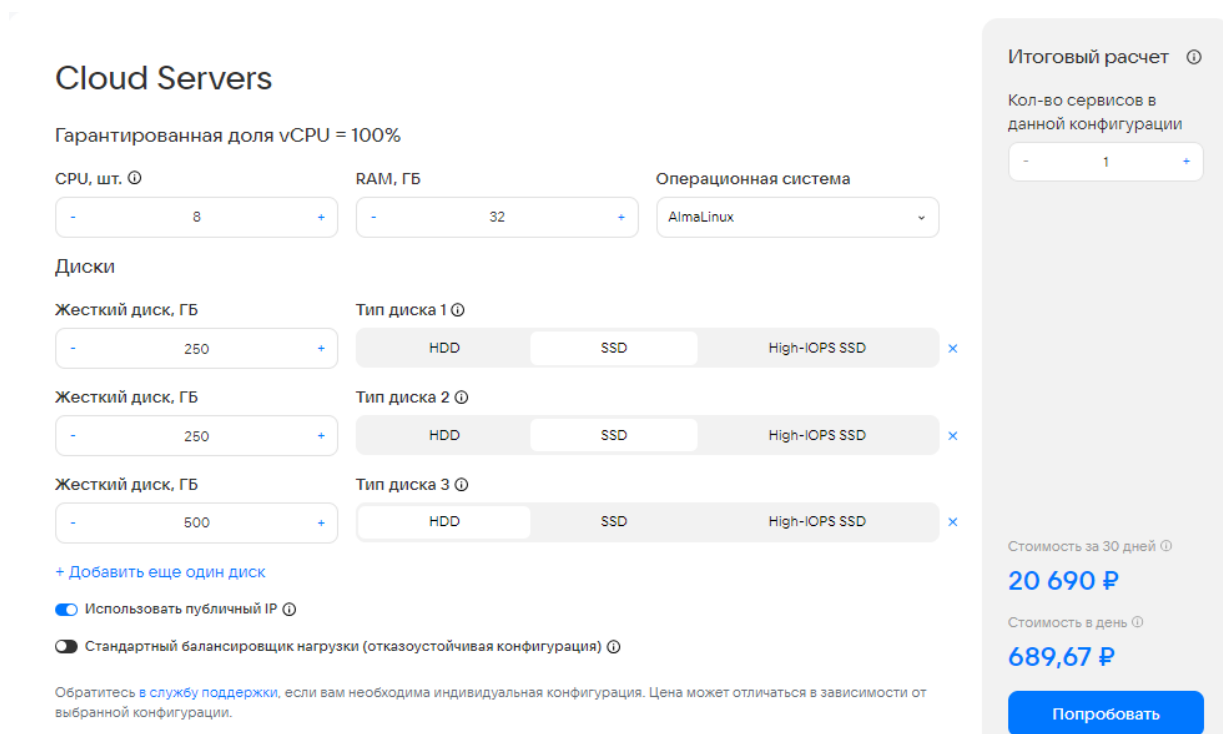 Cloud Servers
Гарантированная доля vCPU = 100%
CPU, шт.
RAM, ГБ
Операционная система
- 8 +
- 32 +
AlmaLinux
Диски
Жесткий диск, ГБ
Тип диска 1
- 250 +
HDD SSD High-IOPS SSD ×
Жесткий диск, ГБ
Тип диска 2
- 250 +
HDD SSD High-IOPS SSD ×
Жесткий диск, ГБ
Тип диска 3
- 500 +
HDD SSD High-IOPS SSD ×
+ Добавить еще один диск
Использовать публичный IP
Стандартный балансировщик нагрузки (отказоустойчивая конфигурация)
Обратитесь в службу поддержки, если вам необходима индивидуальная конфигурация. Цена может отличаться в зависимости от
выбранной конфигурации.
Итоговый расчет
Кол-во сервисов в
данной конфигурации
- 1 +
Стоимость за 30 дней
20 690 ₽
Стоимость в день
689,67 ₽
Попробовать